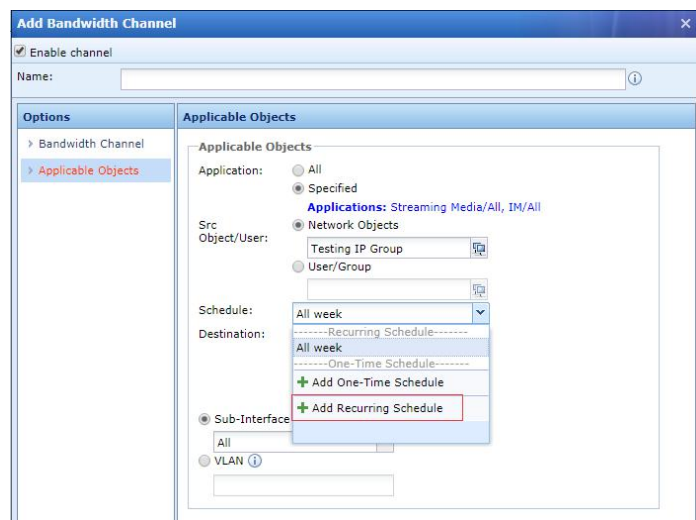 Add Bandwidth Channel
Enable channel
Name:
Options
Bandwidth Channel
Applicable Objects
Applicable Objects
Applicable Objects
Application:
All
Specified
Applications: Streaming Media/All, IM/All
Src Object/User:
Network Objects
Testing IP Group
User/Group
Schedule:
All week
Destination:
-------Recurring Schedule-------
All week
-------One-Time Schedule-------
Add One-Time Schedule
Add Recurring Schedule
Sub-Interface
All
VLAN